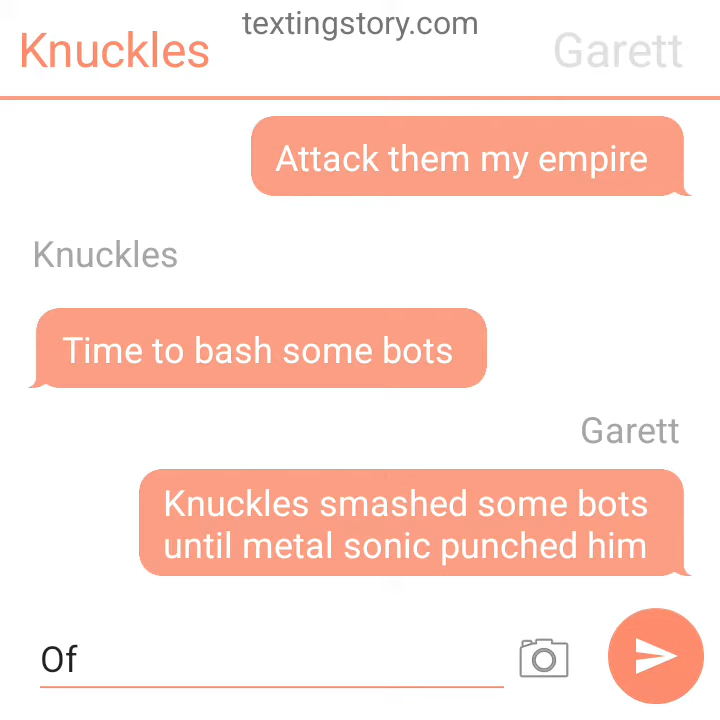 textingstory.com
Knuckles
Garett
Attack them my empire
Knuckles
Time to bash some bots
Garett
Knuckles smashed some bots
until metal sonic punched him
Of